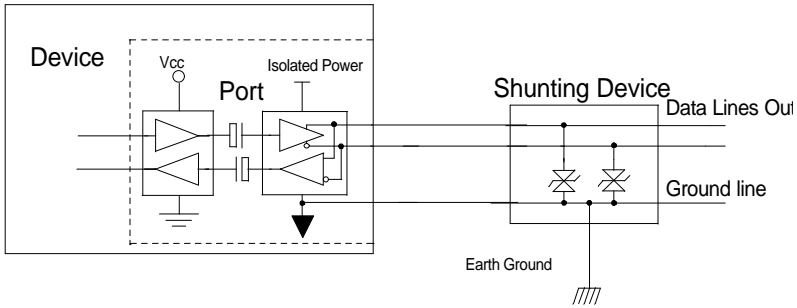 Device
Vcc
Port
Isolated Power
Shunting Device
Data Lines Out
Ground line
Earth Ground